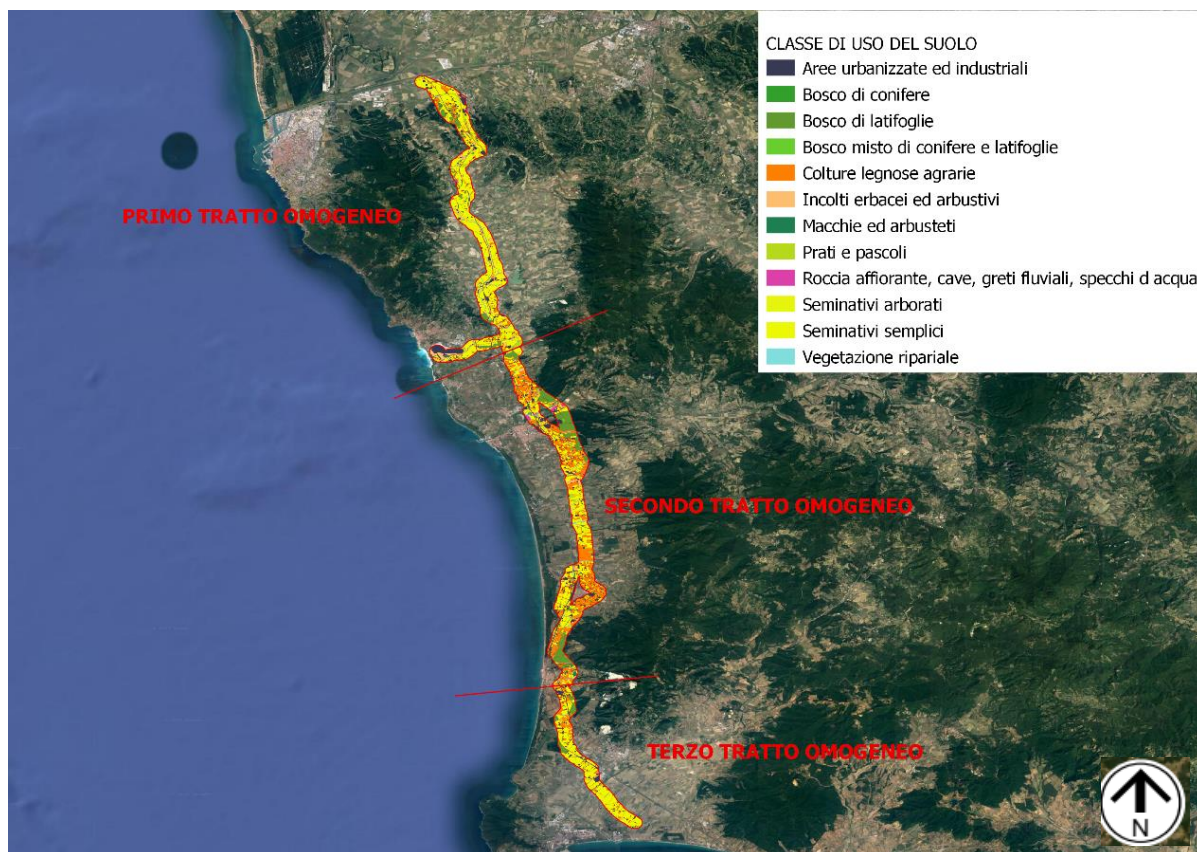 CLASSE DI USO DEL SUOLO
Aree urbanizzate ed industriali
Bosco di conifere
Bosco di latifoglie
Bosco misto di conifere e latifoglie
Colture legnose agrarie
Incolti erbacei ed arbustivi
Macchie ed arbusteti
Prati e pascoli
Roccia affiorante, cave, greti fluviali, specchi d acqua
Seminativi arborati
Seminativi semplici
Vegetazione ripariale
PRIMO TRATTO OMOGENEO
SECONDO TRATTO OMOGENEO
TERZO TRATTO OMOGENEO
N